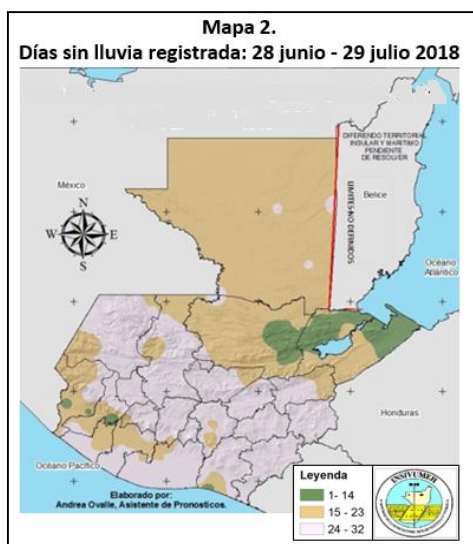 Mapa 2.
Días sin lluvia registrada: 28 junio - 29 julio 2018
DIFERENDO TERRITORIAL
INSULAR Y MARITIMO
PENDIENTE
DE RESOLVER
México
Belice
LIMITES NO DEFINIDOS
N
W
E
S
Océano
Atlántico
Honduras
Océano Pacífico
Elaborado por:
Andrea Ovalle, Asistente de Pronosticos.
Leyenda
1- 14
15 - 23
24 - 32
INSIVUMEH